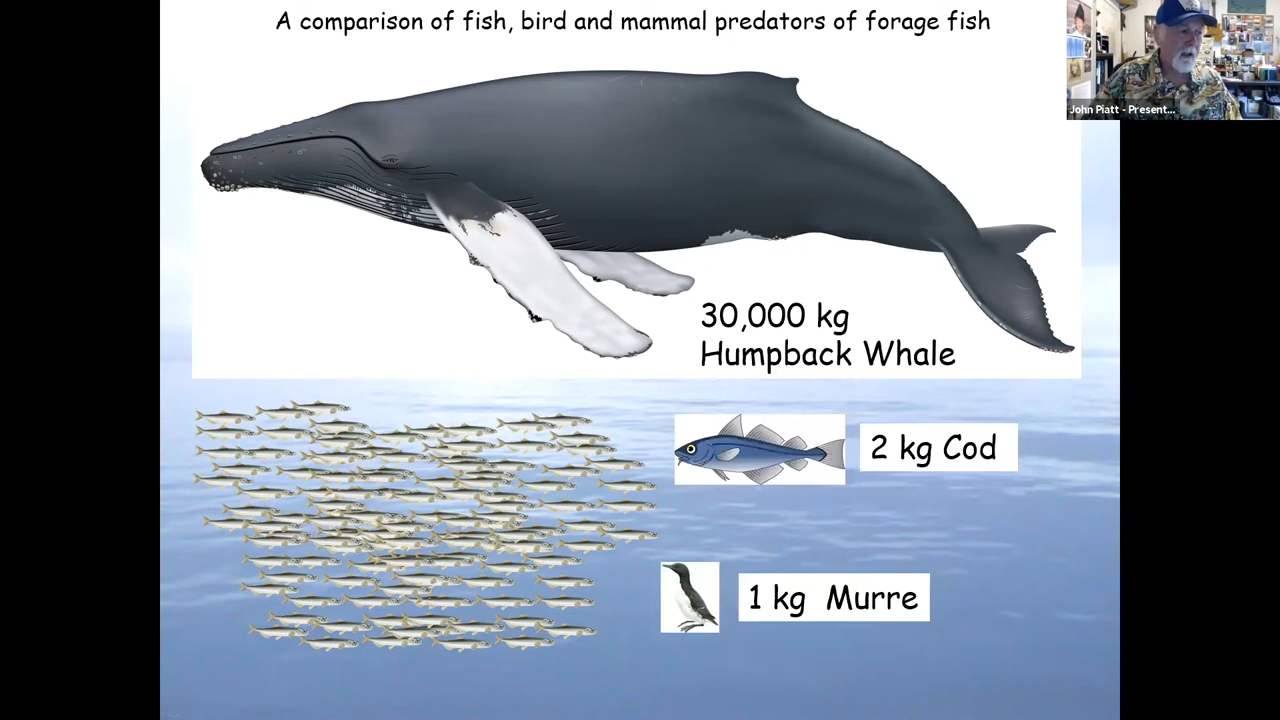 A comparison of fish, bird and mammal predators of forage fish
John Piatt - Present...
30,000 kg
Humpback Whale
2 kg Cod
1 kg Murre